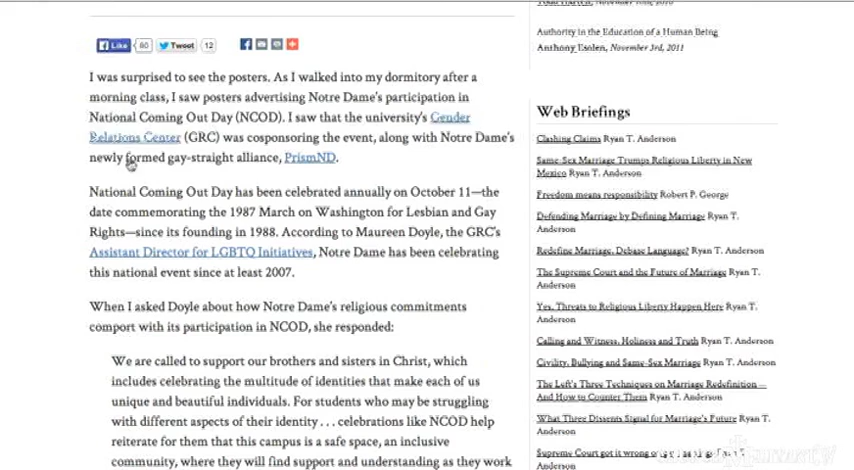 Like 80 Tweet 12
I was surprised to see the posters. As I walked into my dormitory after a
morning class, I saw posters advertising Notre Dame's participation in
National Coming Out Day (NCOD). I saw that the university's Gender
Relations Center (GRC) was cosponsoring the event, along with Notre Dame's
newly formed gay-straight alliance, PrismND.
National Coming Out Day has been celebrated annually on October 11—the
date commemorating the 1987 March on Washington for Lesbian and Gay
Rights—since its founding in 1988. According to Maureen Doyle, the GRC's
Assistant Director for LGBTQ Initiatives, Notre Dame has been celebrating
this national event since at least 2007.
When I asked Doyle about how Notre Dame's religious commitments
comport with its participation in NCOD, she responded:
We are called to support our brothers and sisters in Christ, which
includes celebrating the multitude of identities that make each of us
unique and beautiful individuals. For students who may be struggling
with different aspects of their identity . . . celebrations like NCOD help
reiterate for them that this campus is a safe space, an inclusive
community, where they will find support and understanding as they work
Authority in the Education of a Human Being
Anthony Esolen, November 3rd, 2011
Web Briefings
Clashing Claims Ryan T. Anderson
Same-Sex Marriage Trumps Religious Liberty in New
Mexico Ryan T. Anderson
Freedom means responsibility Robert P. George
Defending Marriage by Defining Marriage Ryan T.
Anderson
Redefine Marriage, Debase Language? Ryan T. Anderson
The Supreme Court and the Future of Marriage Ryan T.
Anderson
Yes, Threats to Religious Liberty Happen Here Ryan T.
Anderson
Calling and Witness, Holiness and Truth Ryan T. Anderson
Civility, Bullying and Same-Sex Marriage Ryan T. Anderson
The Left's Three Techniques on Marriage Redefinition—
And How to Counter Them Ryan T. Anderson
What Three Dissents Signal for Marriage's Future Ryan T.
Anderson
Supreme Court got it wrong
Anderson